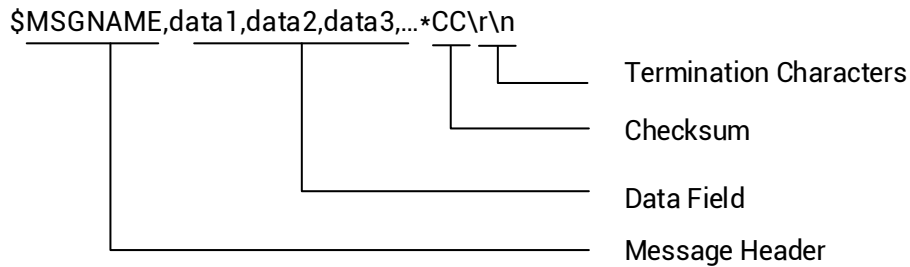 $MSGNAME,data1,data2,data3,...*CC\r\n
Termination Characters
Checksum
Data Field
Message Header